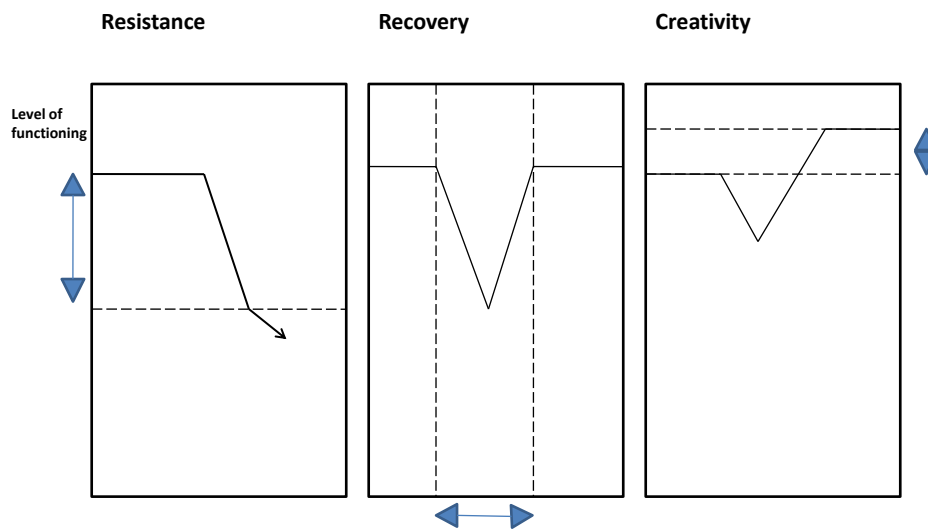 Resistance
Recovery
Creativity
Level of
functioning